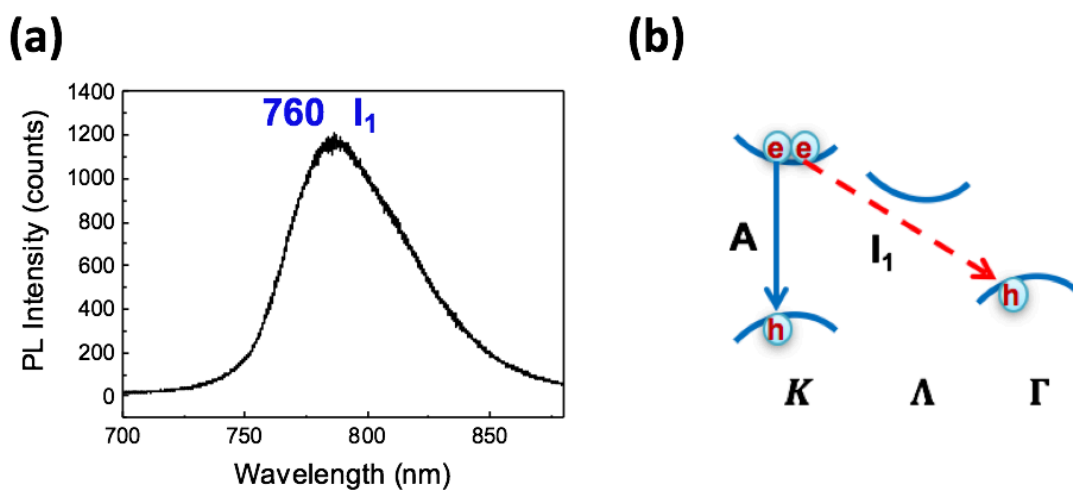 (a)
1400
1200
1000
800
600
400
200
0
PL Intensity (counts)
760 I₁
700 750 800 850
Wavelength (nm)
(b)
e e
A
I₁
h
h
K Λ Γ